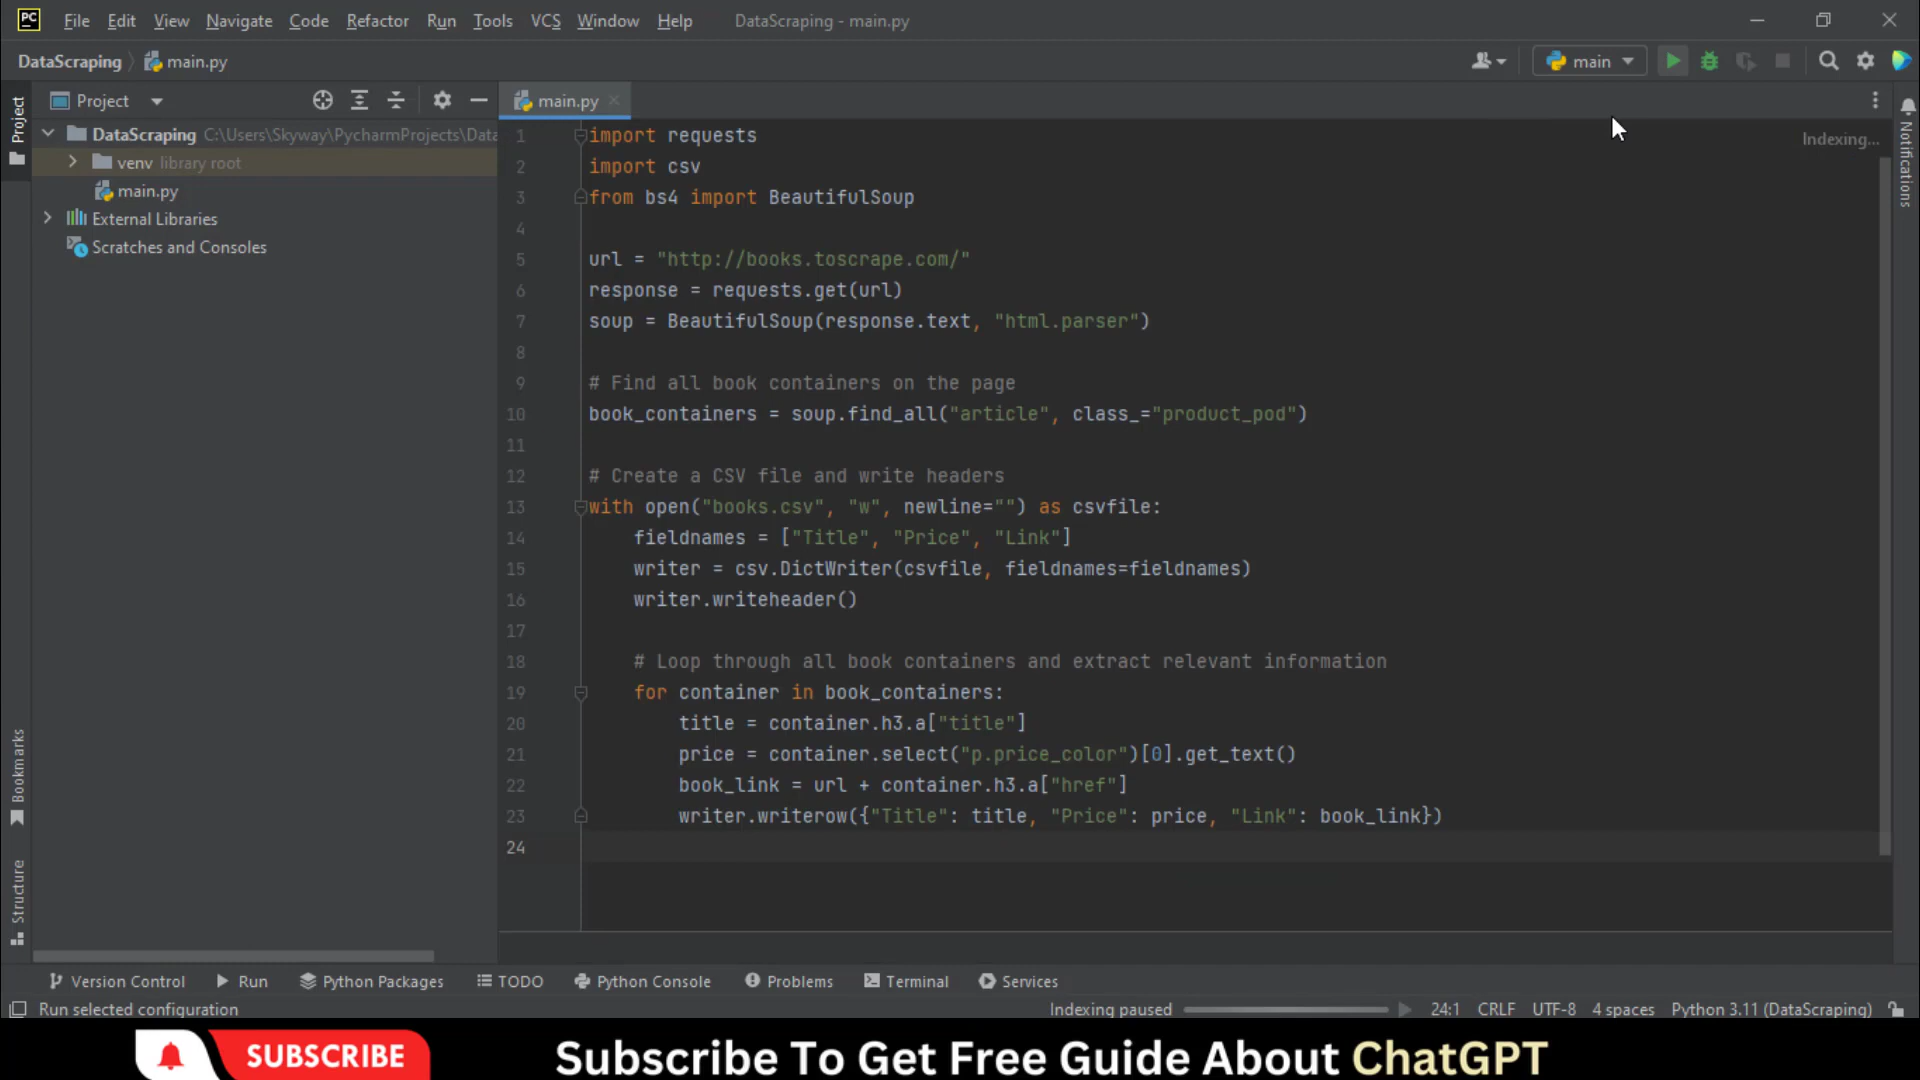 PC File Edit View Navigate Code Refactor Run Tools VCS Window Help DataScraping - main.py
DataScraping main.py main
Project
Project
main.py
Notifications
DataScraping C:\Users\Skyway\PycharmProjects\Data
venv library root
main.py
External Libraries
Scratches and Consoles
Indexing...
1 import requests
2 import csv
3 from bs4 import BeautifulSoup
4
5 url = "http://books.toscrape.com/"
6 response = requests.get(url)
7 soup = BeautifulSoup(response.text, "html.parser")
8
9 # Find all book containers on the page
10 book_containers = soup.find_all("article", class_="product_pod")
11
12 # Create a CSV file and write headers
13 with open("books.csv", "w", newline="") as csvfile:
14     fieldnames = ["Title", "Price", "Link"]
15     writer = csv.DictWriter(csvfile, fieldnames=fieldnames)
16     writer.writeheader()
17
18     # Loop through all book containers and extract relevant information
19     for container in book_containers:
20         title = container.h3.a["title"]
21         price = container.select("p.price_color")[0].get_text()
22         book_link = url + container.h3.a["href"]
23         writer.writerow({"Title": title, "Price": price, "Link": book_link})
24
Bookmarks
Structure
Version Control Run Python Packages TODO Python Console Problems Terminal Services
Run selected configuration Indexing paused 24:1 CRLF UTF-8 4 spaces Python 3.11 (DataScraping)
SUBSCRIBE Subscribe To Get Free Guide About ChatGPT